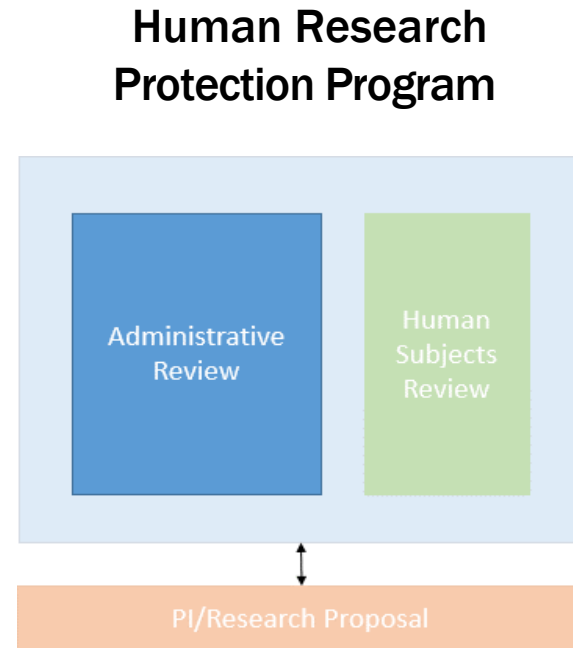 Human Research
Protection Program
Administrative
Review
Human
Subjects
Review
PI/Research Proposal